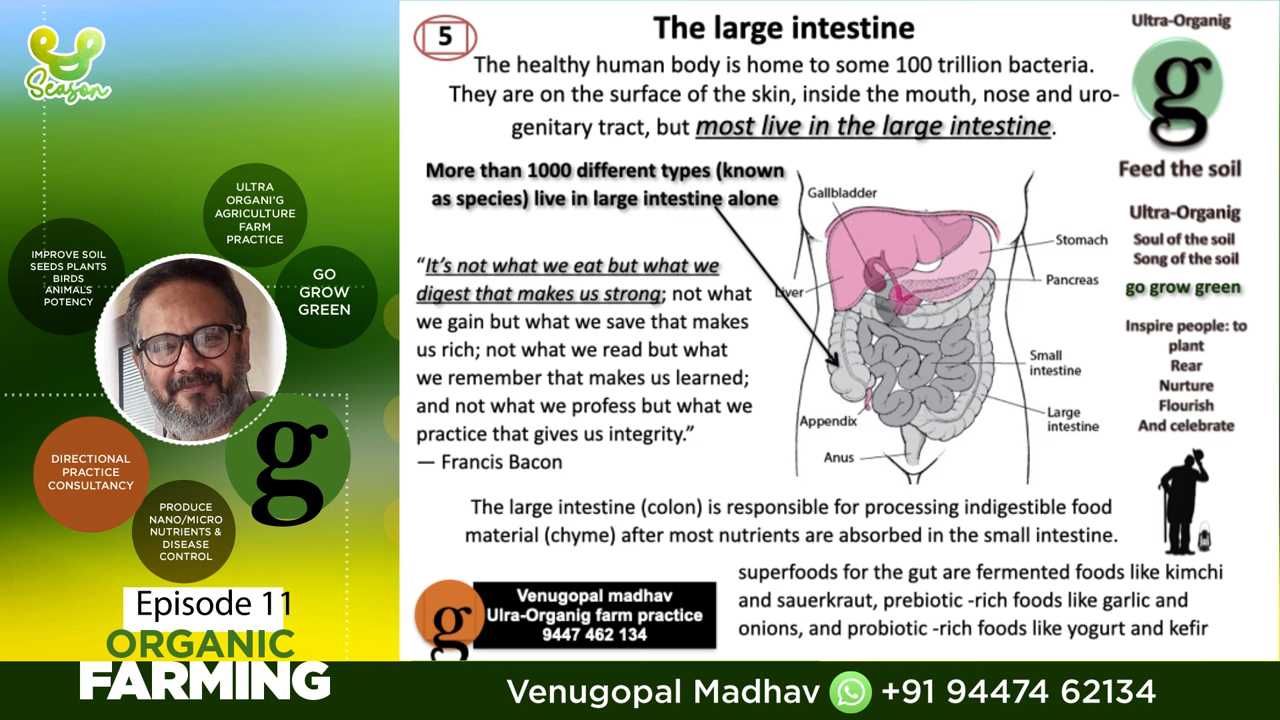 Season
ULTRA
ORGANI'G
AGRICULTURE
FARM
PRACTICE
IMPROVE SOIL
SEEDS PLANTS
BIRDS
ANIMALS
POTENCY
GO
GROW
GREEN
g
DIRECTIONAL
PRACTICE
CONSULTANCY
PRODUCE
NANO/MICRO
NUTRIENTS &
DISEASE
CONTROL
Episode 11
ORGANIC
FARMING
5
The large intestine
The healthy human body is home to some 100 trillion bacteria.
They are on the surface of the skin, inside the mouth, nose and uro-
genitary tract, but most live in the large intestine.
More than 1000 different types (known
as species) live in large intestine alone
"It's not what we eat but what we
digest that makes us strong; not what
we gain but what we save that makes
us rich; not what we read but what
we remember that makes us learned;
and not what we profess but what we
practice that gives us integrity."
— Francis Bacon
Gallbladder
Stomach
Pancreas
Liver
Small
intestine
Appendix
Large
intestine
Anus
The large intestine (colon) is responsible for processing indigestible food
material (chyme) after most nutrients are absorbed in the small intestine.
superfoods for the gut are fermented foods like kimchi
and sauerkraut, prebiotic -rich foods like garlic and
onions, and probiotic -rich foods like yogurt and kefir
g
Venugopal madhav
Ulra-Organig farm practice
9447 462 134
Ultra-Organig
g
Feed the soil
Ultra-Organig
Soul of the soil
Song of the soil
go grow green
Inspire people: to
plant
Rear
Nurture
Flourish
And celebrate
Venugopal Madhav +91 94474 62134